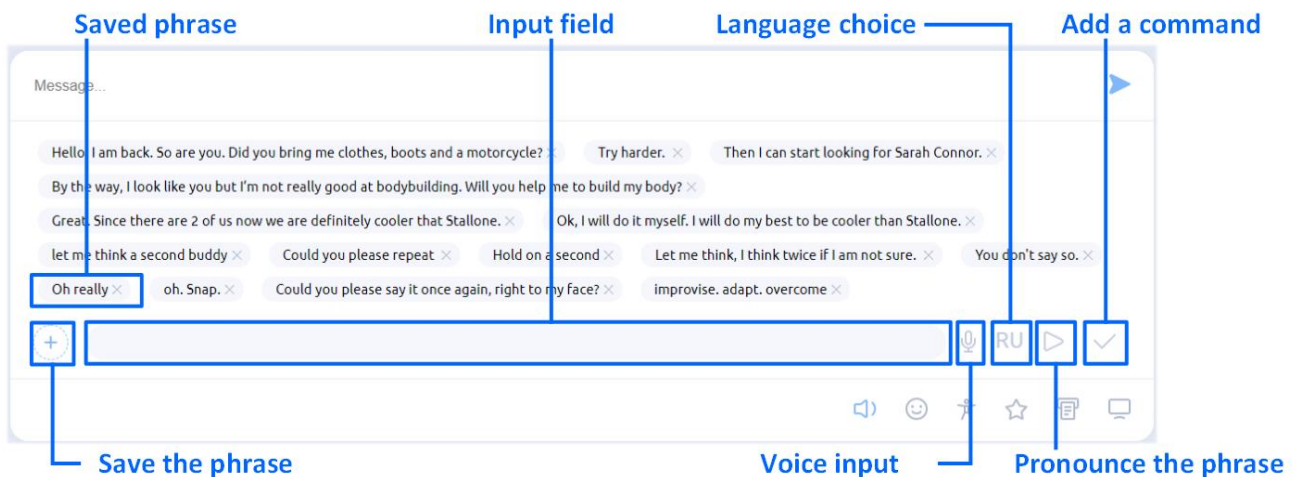 Saved phrase Input field Language choice Add a command
Message...
Hello. I am back. So are you. Did you bring me clothes, boots and a motorcycle? × Try harder. × Then I can start looking for Sarah Connor. ×
By the way, I look like you but I'm not really good at bodybuilding. Will you help me to build my body? ×
Great. Since there are 2 of us now we are definitely cooler that Stallone. × Ok, I will do it myself. I will do my best to be cooler than Stallone. ×
let me think a second buddy × Could you please repeat × Hold on a second × Let me think, I think twice if I am not sure. × You don't say so. ×
Oh really × oh. Snap. × Could you please say it once again, right to my face? × improvise. adapt. overcome ×
+ RU
Save the phrase Voice input Pronounce the phrase